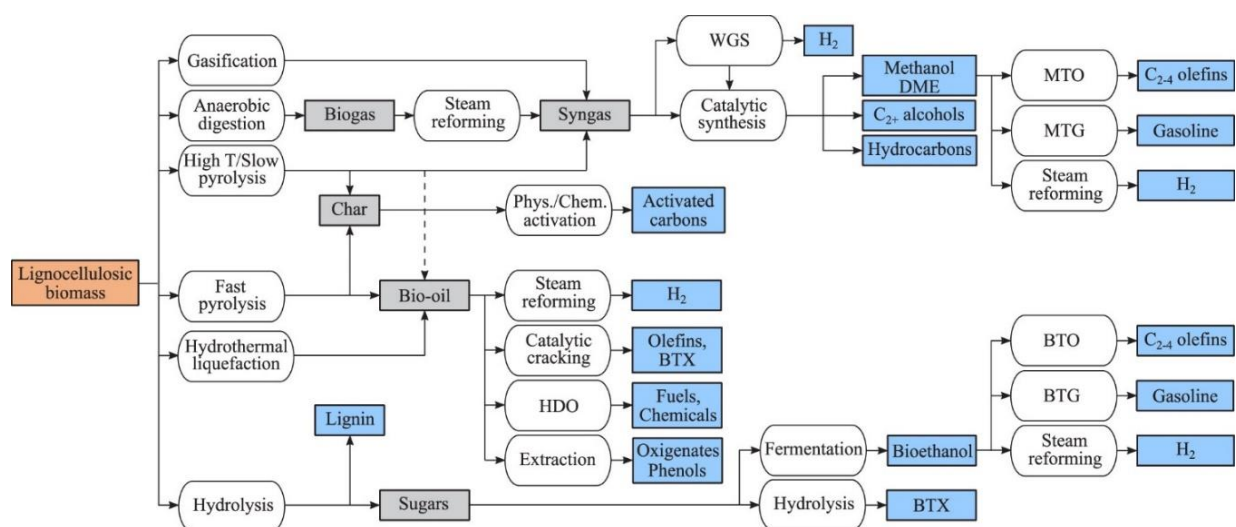 Lignocellulosic
biomass
Gasification
Anaerobic
digestion
Biogas
Steam
reforming
Syngas
High T/Slow
pyrolysis
Char
Phys./Chem.
activation
Activated
carbons
WGS
H₂
Catalytic
synthesis
Methanol
DME
C₂₊ alcohols
Hydrocarbons
MTO
C₂₋₄ olefins
MTG
Gasoline
Steam
reforming
H₂
Fast
pyrolysis
Bio-oil
Hydrothermal
liquefaction
Steam
reforming
H₂
Catalytic
cracking
Olefins,
BTX
HDO
Fuels,
Chemicals
Extraction
Oxigenates
Phenols
Lignin
Hydrolysis
Sugars
Fermentation
Bioethanol
Hydrolysis
BTX
BTO
C₂₋₄ olefins
BTG
Gasoline
Steam
reforming
H₂